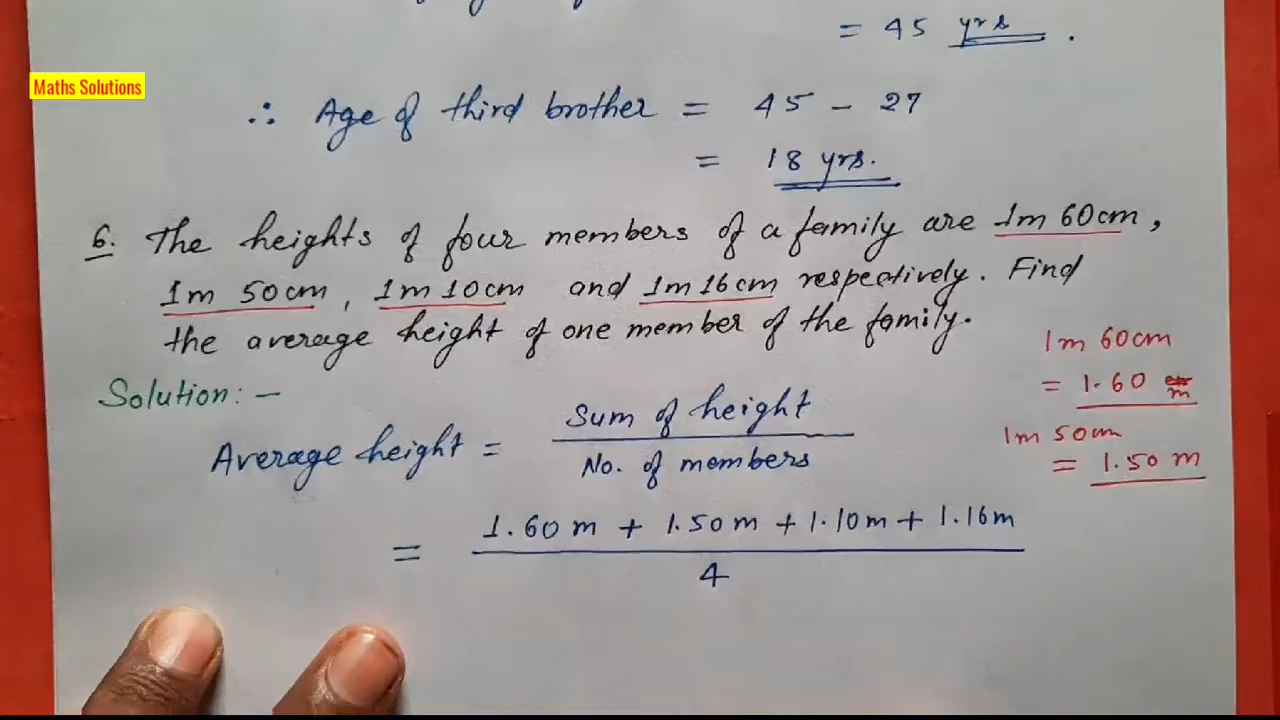 = 45 yrs.
Maths Solutions
∴ Age of third brother = 45 - 27
= 18 yrs.
6. The heights of four members of a family are 1m 60cm,
1m 50cm, 1m 10cm and 1m 16cm respectively. Find
the average height of one member of the family.
1m 60cm
= 1.60 m
Solution:-
1m 50cm
= 1.50 m
Average height = Sum of height
No. of members
= 1.60 m + 1.50 m + 1.10m + 1.16m
4